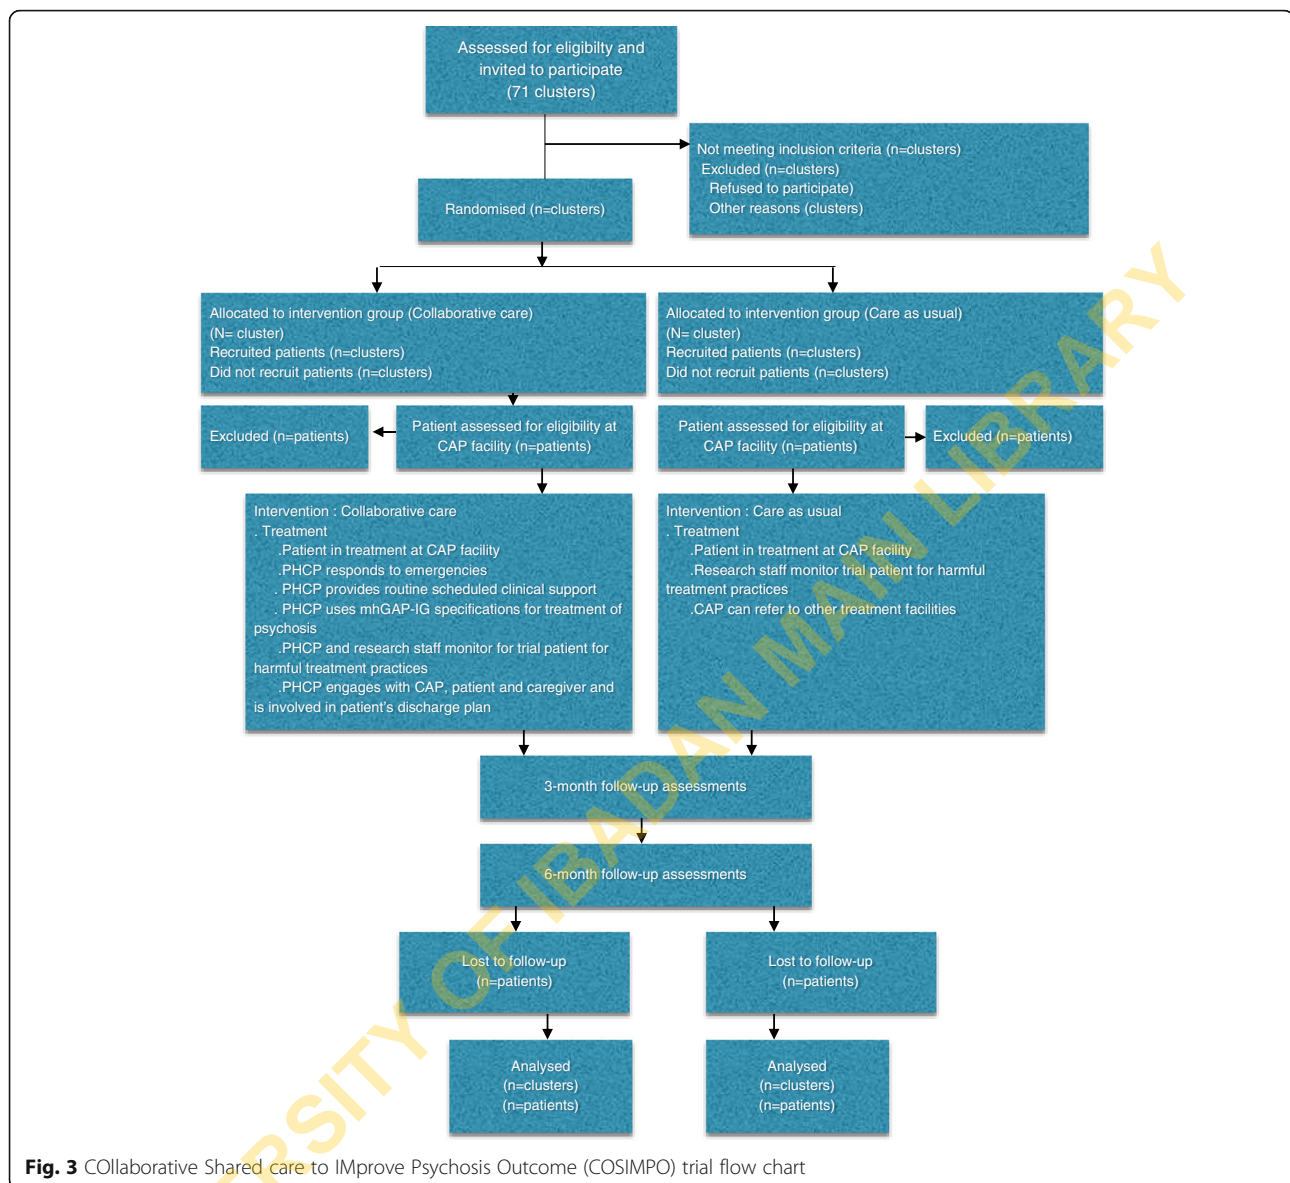 Assessed for eligibilty and
invited to participate
(71 clusters)
Not meeting inclusion criteria (n=clusters)
Excluded (n=clusters)
Refused to participate)
Other reasons (clusters)
Randomised (n=clusters)
Allocated to intervention group (Collaborative care)
(N= cluster)
Recruited patients (n=clusters)
Did not recruit patients (n=clusters)
Allocated to intervention group (Care as usual)
(N= cluster)
Recruited patients (n=clusters)
Did not recruit patients (n=clusters)
Excluded (n=patients)
Patient assessed for eligibility at
CAP facility (n=patients)
Patient assessed for eligibility at
CAP facility (n=patients)
Excluded (n=patients)
Intervention : Collaborative care
. Treatment
.Patient in treatment at CAP facility
.PHCP responds to emergencies
. PHCP provides routine scheduled clinical support
. PHCP uses mhGAP-IG specifications for treatment of
psychosis
.PHCP and research staff monitor for trial patient for
harmful treatment practices
.PHCP engages with CAP, patient and caregiver and
is involved in patient's discharge plan
Intervention : Care as usual
. Treatment
.Patient in treatment at CAP facility
.Research staff monitor trial patient for harmful
treatment practices
.CAP can refer to other treatment facilities
3-month follow-up assessments
6-month follow-up assessments
Lost to follow-up
(n=patients)
Lost to follow-up
(n=patients)
Analysed
(n=clusters)
(n=patients)
Analysed
(n=clusters)
(n=patients)
Fig. 3 COllaborative Shared care to IMprove Psychosis Outcome (COSIMPO) trial flow chart
ERSITY OF IBADAN MAIN LIBRARY